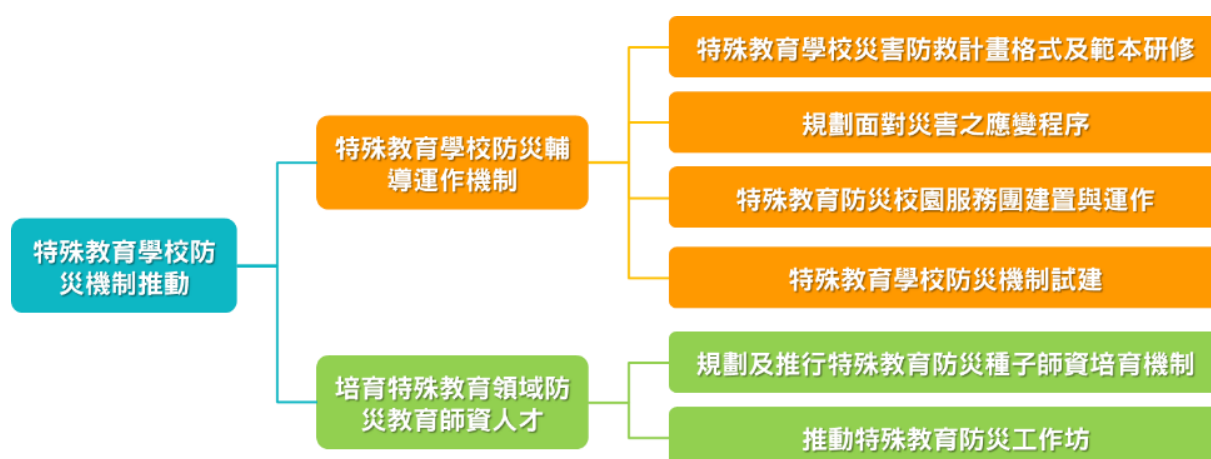 特殊教育學校防
災機制推動
特殊教育學校防災輔
導運作機制
特殊教育學校災害防救計畫格式及範本研修
規劃面對災害之應變程序
特殊教育防災校園服務團建置與運作
特殊教育學校防災機制試建
培育特殊教育領域防
災教育師資人才
規劃及推行特殊教育防災種子師資培育機制
推動特殊教育防災工作坊